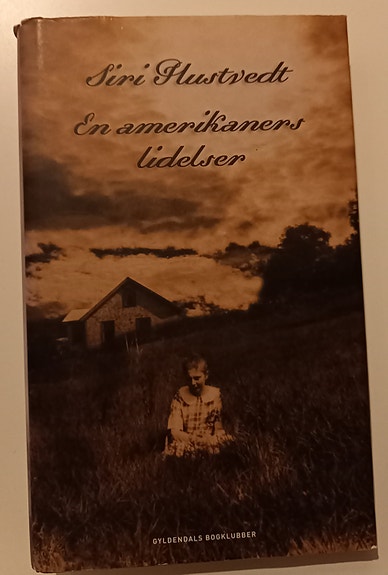 Siri Hustvedt
En amerikaners
lidelser
GYLDENDALS BOGKLUBBER